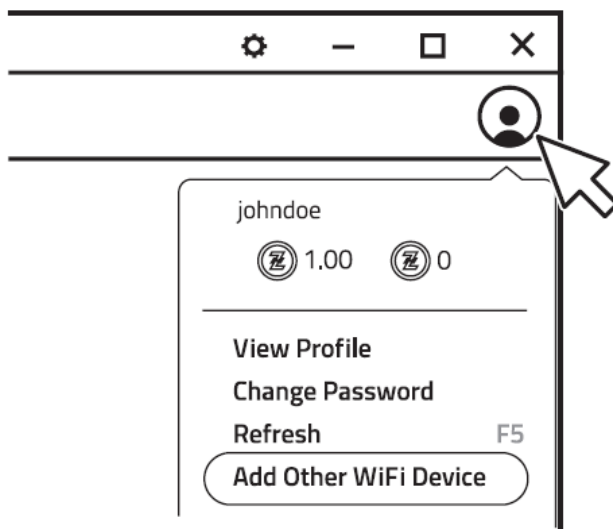 johndoe
1.00 0
View Profile
Change Password
Refresh F5
Add Other WiFi Device